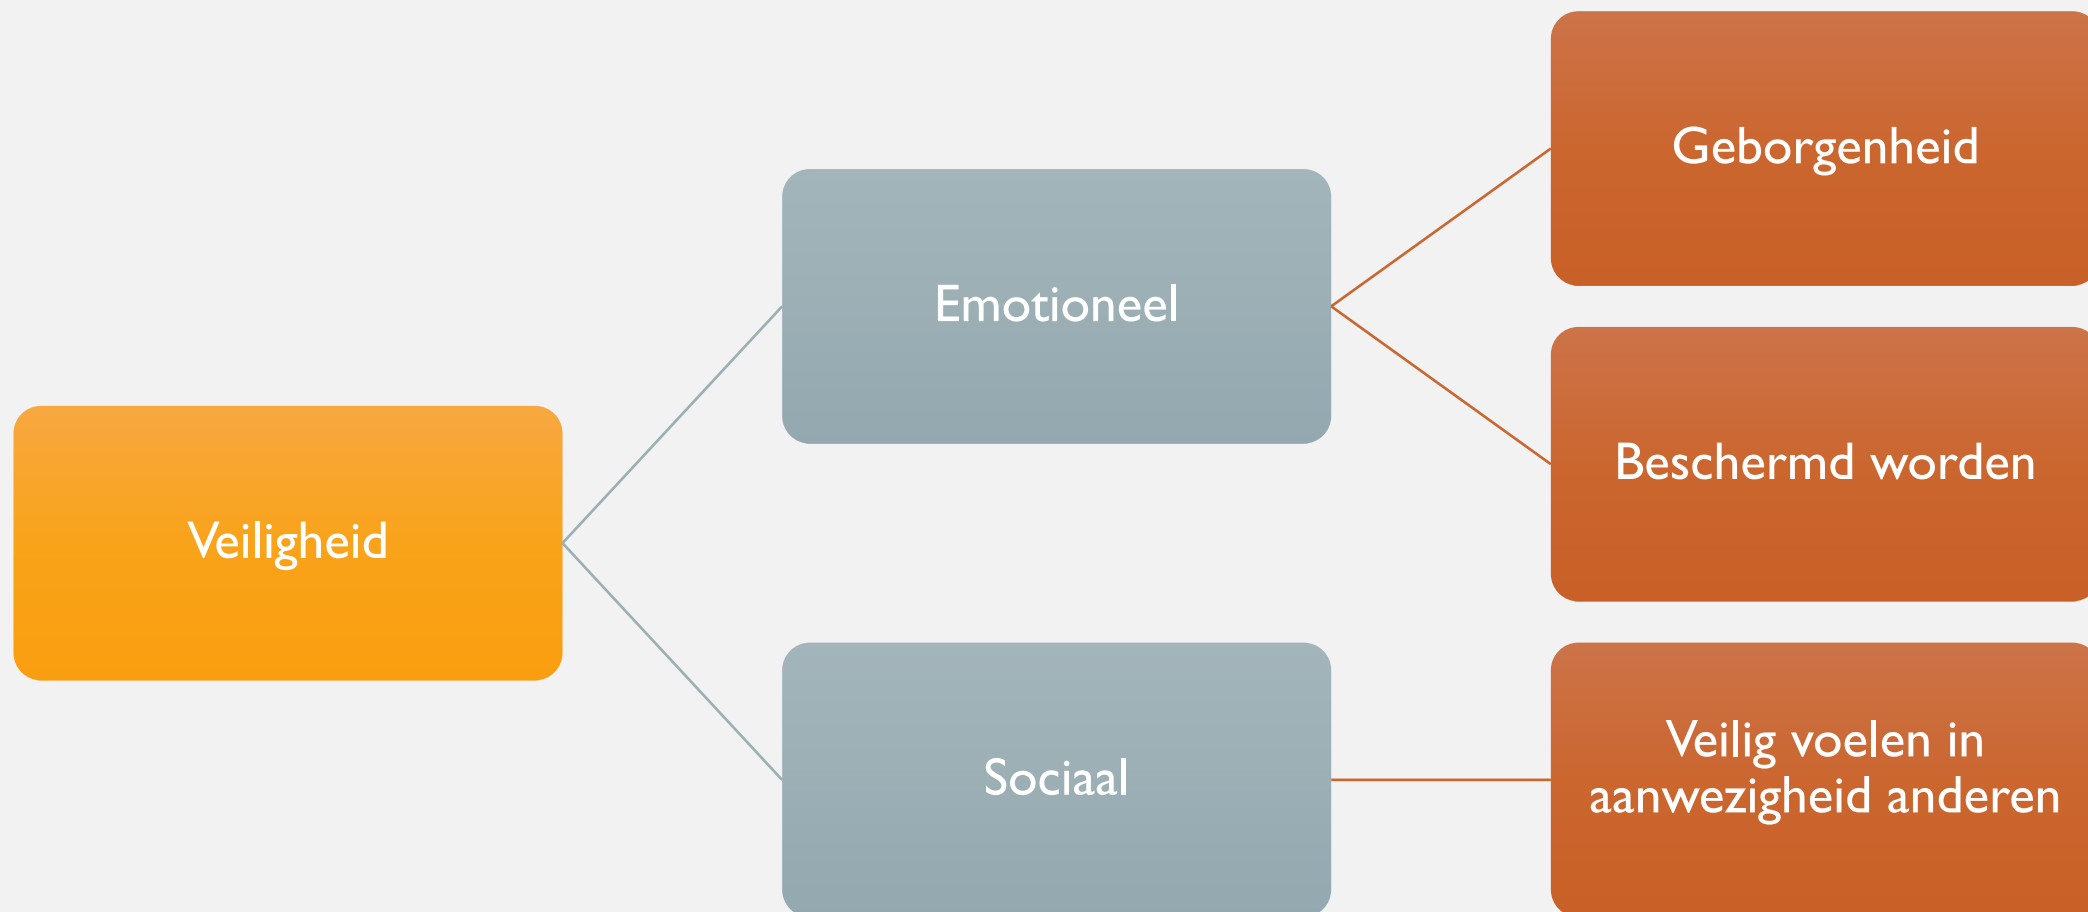 Geborgenheid
Emotioneel
Beschermd worden
Veiligheid
Veilig voelen in
aanwezigheid anderen
Sociaal